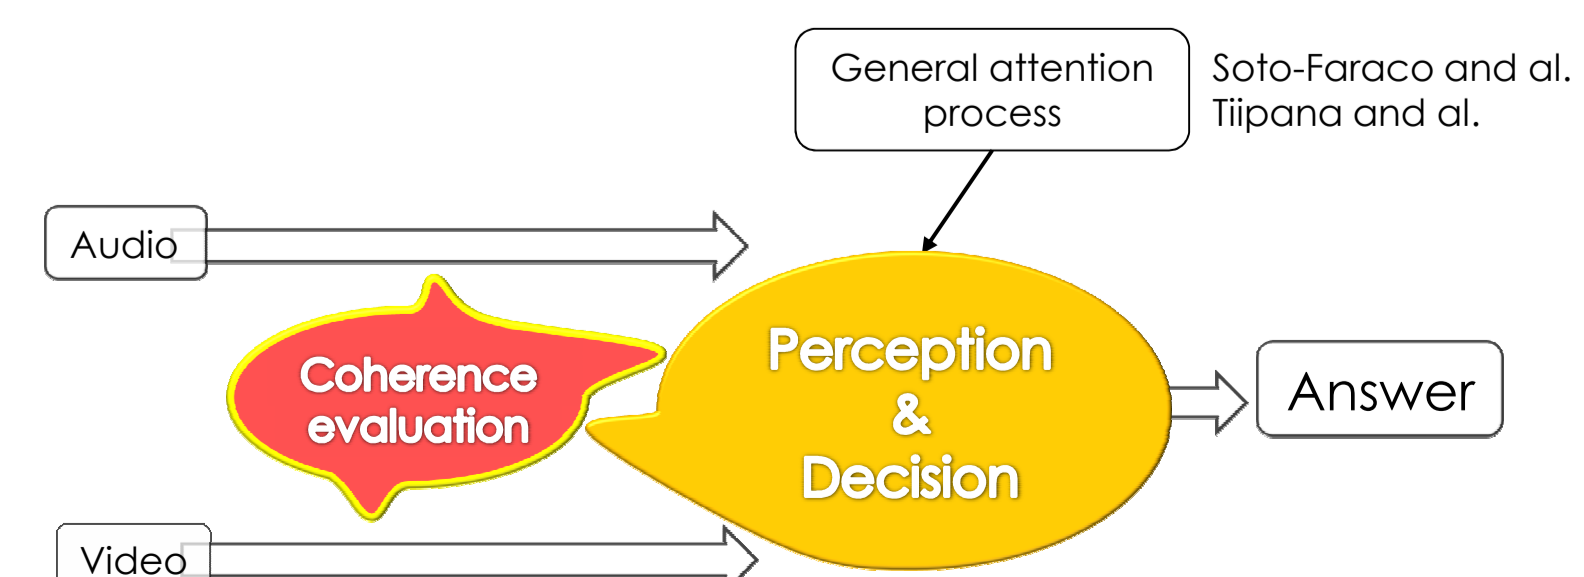 General attention
process
Soto-Faraco and al.
Tiipana and al.
Audio
Coherence
evaluation
Perception
&
Decision
Answer
Video